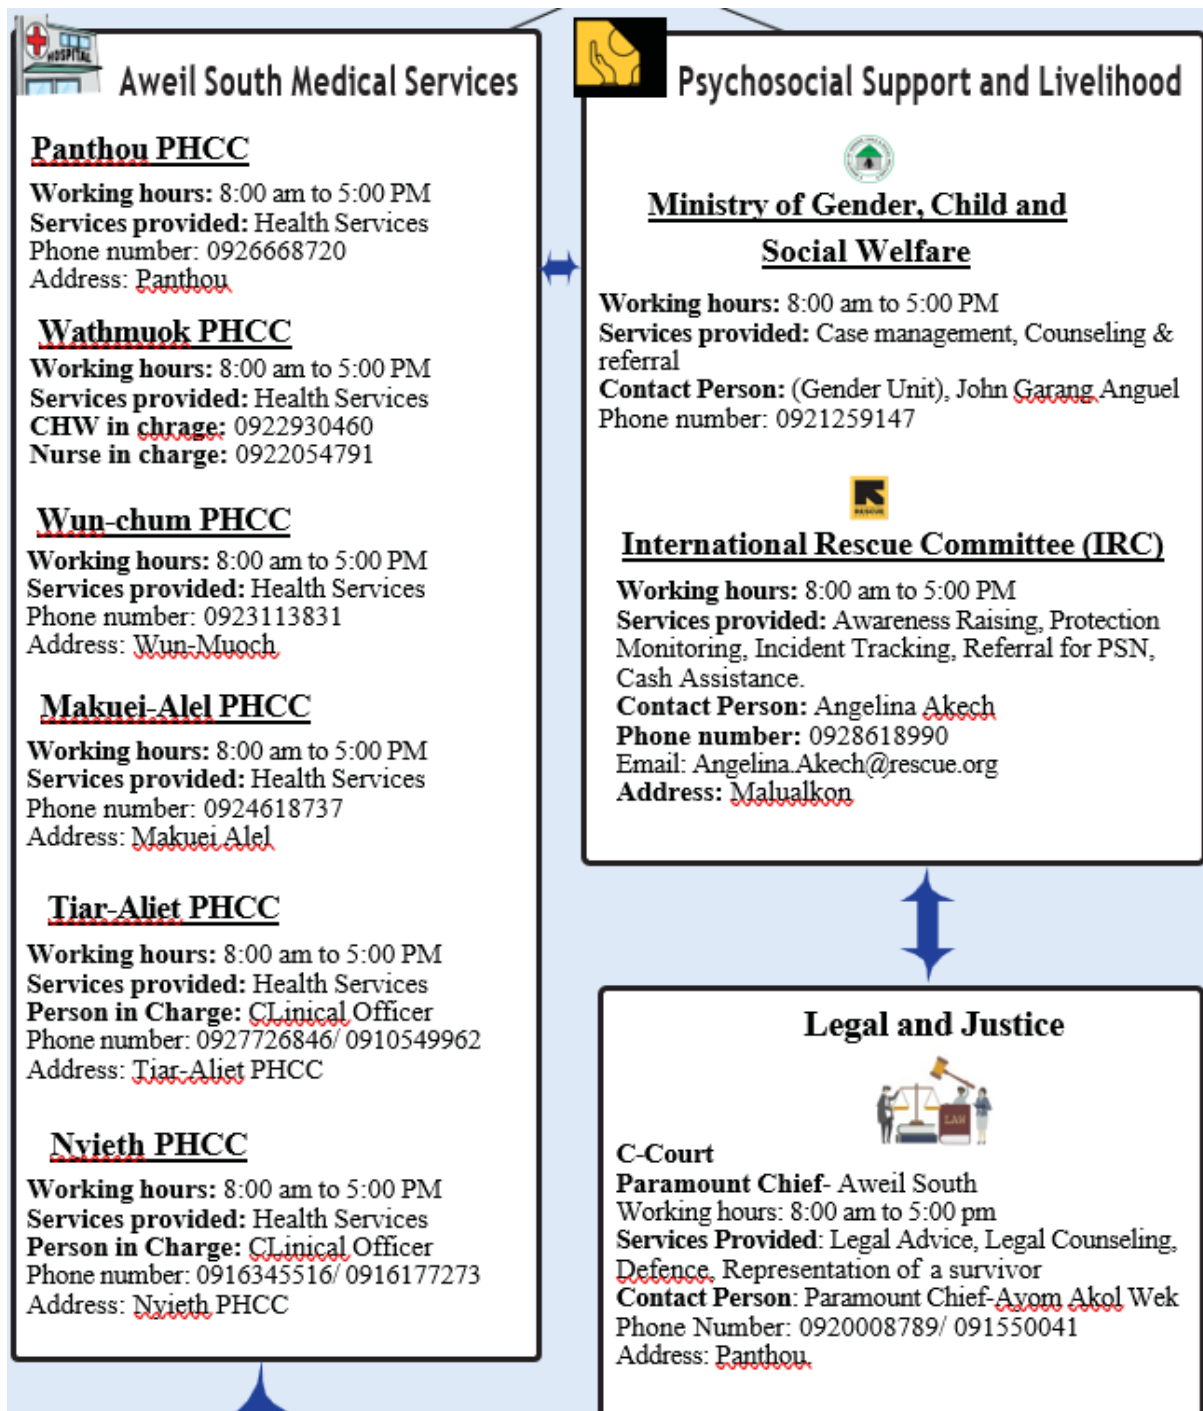 HOSPITAL
Aweil South Medical Services
Panthou PHCC
Working hours: 8:00 am to 5:00 PM
Services provided: Health Services
Phone number: 0926668720
Address: Panthou
Wathmuok PHCC
Working hours: 8:00 am to 5:00 PM
Services provided: Health Services
CHW in chrage: 0922930460
Nurse in charge: 0922054791
Wun-chum PHCC
Working hours: 8:00 am to 5:00 PM
Services provided: Health Services
Phone number: 0923113831
Address: Wun-Muoch
Makuei-Alel PHCC
Working hours: 8:00 am to 5:00 PM
Services provided: Health Services
Phone number: 0924618737
Address: Makuei Alel
Tiar-Aliet PHCC
Working hours: 8:00 am to 5:00 PM
Services provided: Health Services
Person in Charge: CLinical Officer
Phone number: 0927726846/ 0910549962
Address: Tiar-Aliet PHCC
Nyieth PHCC
Working hours: 8:00 am to 5:00 PM
Services provided: Health Services
Person in Charge: CLinical Officer
Phone number: 0916345516/ 0916177273
Address: Nyieth PHCC
Psychosocial Support and Livelihood
Ministry of Gender, Child and
Social Welfare
Working hours: 8:00 am to 5:00 PM
Services provided: Case management, Counseling &
referral
Contact Person: (Gender Unit), John Garang Anguel
Phone number: 0921259147
RESCUE
International Rescue Committee (IRC)
Working hours: 8:00 am to 5:00 PM
Services provided: Awareness Raising, Protection
Monitoring, Incident Tracking, Referral for PSN,
Cash Assistance.
Contact Person: Angelina Akech
Phone number: 0928618990
Email: Angelina.Akech@rescue.org
Address: Malualkon
Legal and Justice
LAW
C-Court
Paramount Chief- Aweil South
Working hours: 8:00 am to 5:00 pm
Services Provided: Legal Advice, Legal Counseling,
Defence, Representation of a survivor
Contact Person: Paramount Chief-Ayom Akol Wek
Phone Number: 0920008789/ 091550041
Address: Panthou